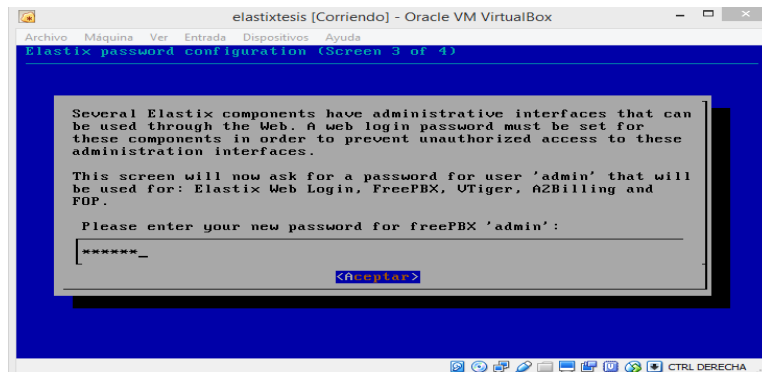 elastixtesis [Corriendo] - Oracle VM VirtualBox
Archivo Máquina Ver Entrada Dispositivos Ayuda
Elastix password configuration (Screen 3 of 4)
Several Elastix components have administrative interfaces that can
be used through the Web. A web login password must be set for
these components in order to prevent unauthorized access to these
administration interfaces.
This screen will now ask for a password for user 'admin' that will
be used for: Elastix Web Login, FreePBX, VTiger, A2Billing and
FOP.
Please enter your new password for freePBX 'admin':
******_
<Aceptar>
CTRL DERECHA